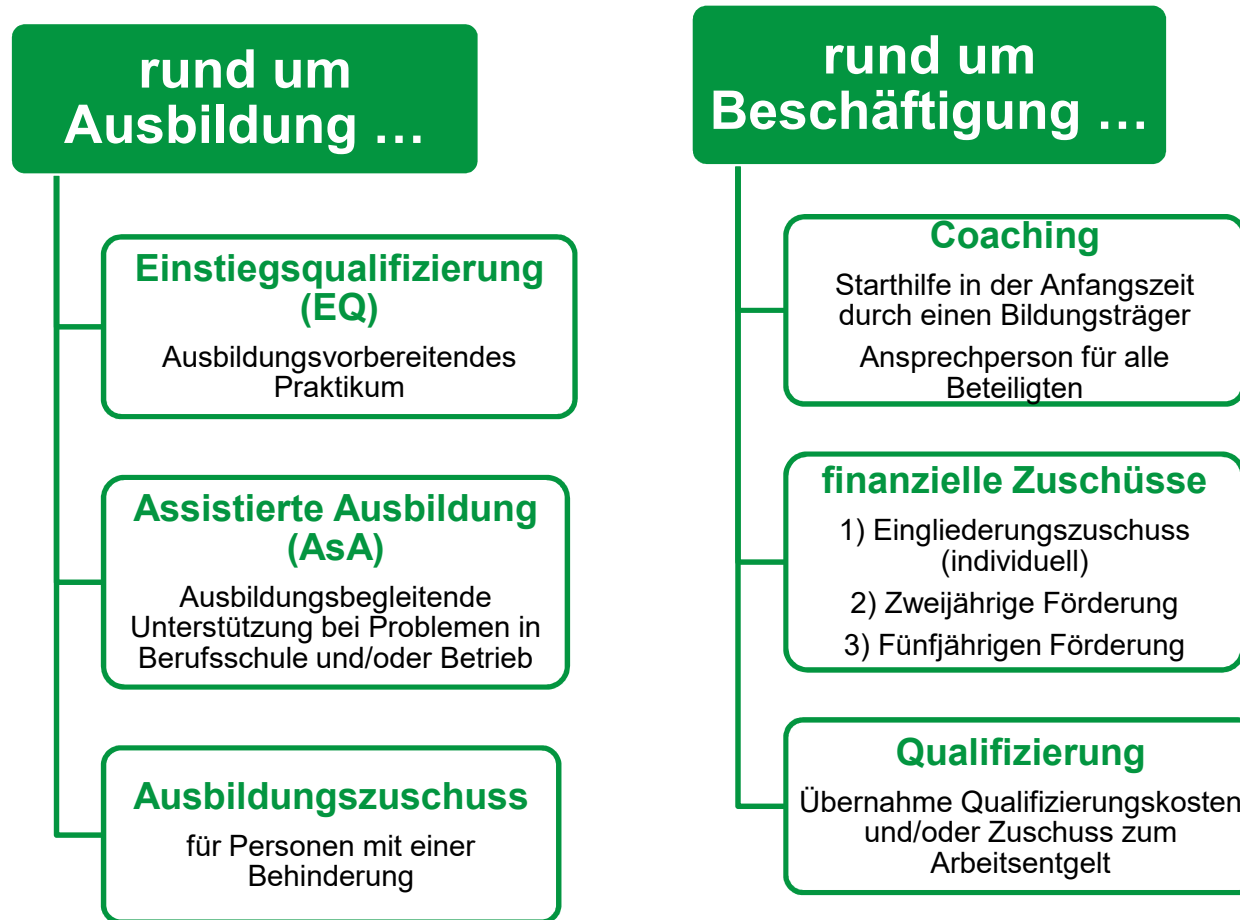 rund um
Ausbildung …
Einstiegsqualifizierung
(EQ)
Ausbildungsvorbereitendes
Praktikum
Assistierte Ausbildung
(AsA)
Ausbildungsbegleitende
Unterstützung bei Problemen in
Berufsschule und/oder Betrieb
Ausbildungszuschuss
für Personen mit einer
Behinderung
rund um
Beschäftigung …
Coaching
Starthilfe in der Anfangszeit
durch einen Bildungsträger
Ansprechperson für alle
Beteiligten
finanzielle Zuschüsse
1) Eingliederungszuschuss
(individuell)
2) Zweijährige Förderung
3) Fünfjährigen Förderung
Qualifizierung
Übernahme Qualifizierungskosten
und/oder Zuschuss zum
Arbeitsentgelt